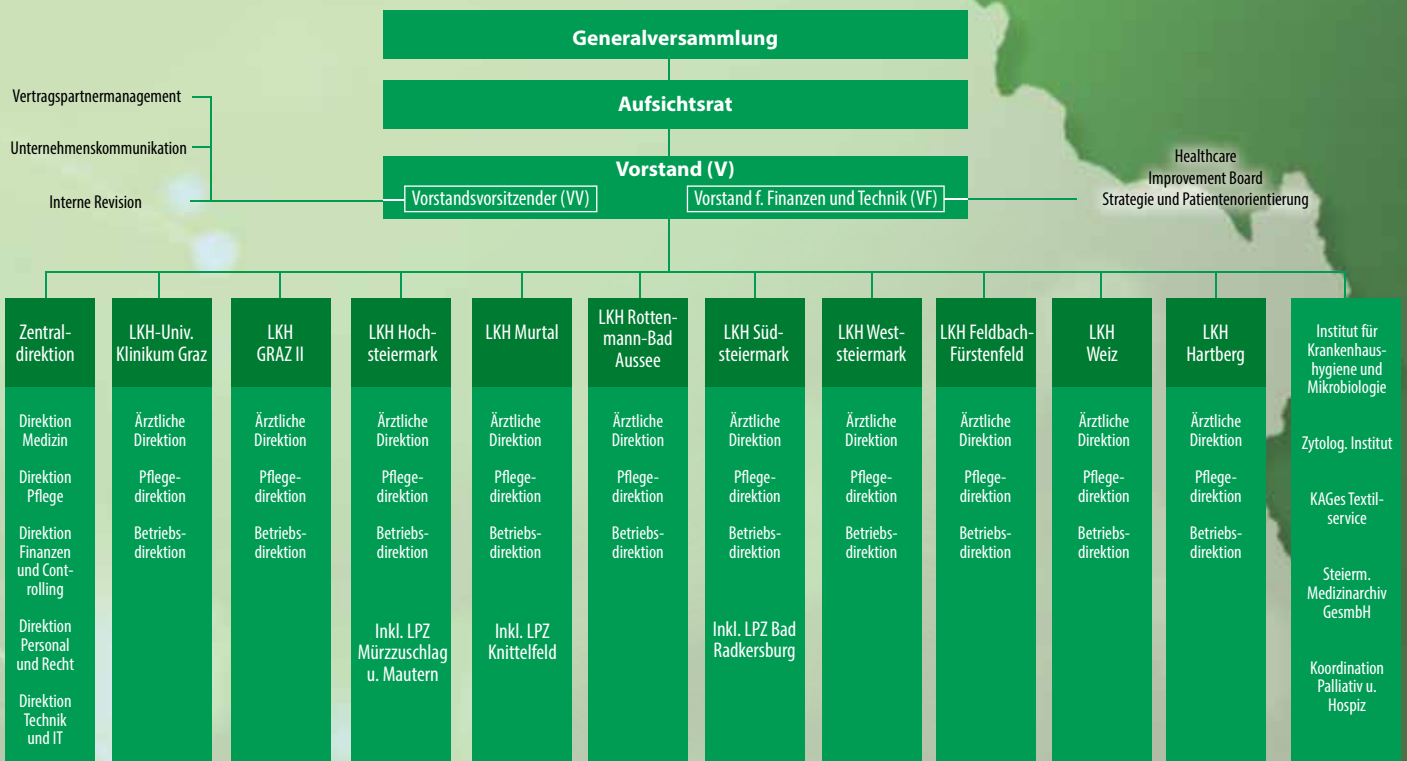 Generalversammlung
Aufsichtsrat
Vorstand (V)
Vorstandsvorsitzender (VV)
Vorstand f. Finanzen und Technik (VF)
Vertragspartnermanagement
Unternehmenskommunikation
Interne Revision
Healthcare
Improvement Board
Strategie und Patientenorientierung
Zentral-
direktion
Direktion
Medizin
Direktion
Pflege
Direktion
Finanzen
und Cont-
rolling
Direktion
Personal
und Recht
Direktion
Technik
und IT
LKH-Univ.
Klinikum Graz
Ärztliche
Direktion
Pflege-
direktion
Betriebs-
direktion
LKH
GRAZ II
Ärztliche
Direktion
Pflege-
direktion
Betriebs-
direktion
LKH Hoch-
steiermark
Ärztliche
Direktion
Pflege-
direktion
Betriebs-
direktion
Inkl. LPZ
Mürzzuschlag
u. Mautern
LKH Murtal
Ärztliche
Direktion
Pflege-
direktion
Betriebs-
direktion
Inkl. LPZ
Knittelfeld
LKH Rotten-
mann-Bad
Aussee
Ärztliche
Direktion
Pflege-
direktion
Betriebs-
direktion
LKH Süd-
steiermark
Ärztliche
Direktion
Pflege-
direktion
Betriebs-
direktion
Inkl. LPZ Bad
Radkersburg
LKH West-
steiermark
Ärztliche
Direktion
Pflege-
direktion
Betriebs-
direktion
LKH Feldbach-
Fürstenfeld
Ärztliche
Direktion
Pflege-
direktion
Betriebs-
direktion
LKH
Weiz
Ärztliche
Direktion
Pflege-
direktion
Betriebs-
direktion
LKH
Hartberg
Ärztliche
Direktion
Pflege-
direktion
Betriebs-
direktion
Institut für
Krankenhaus-
hygiene und
Mikrobiologie
Zytolog. Institut
KAGes Textil-
service
Steierm.
Medizinarchiv
GesmbH
Koordination
Palliativ u.
Hospiz